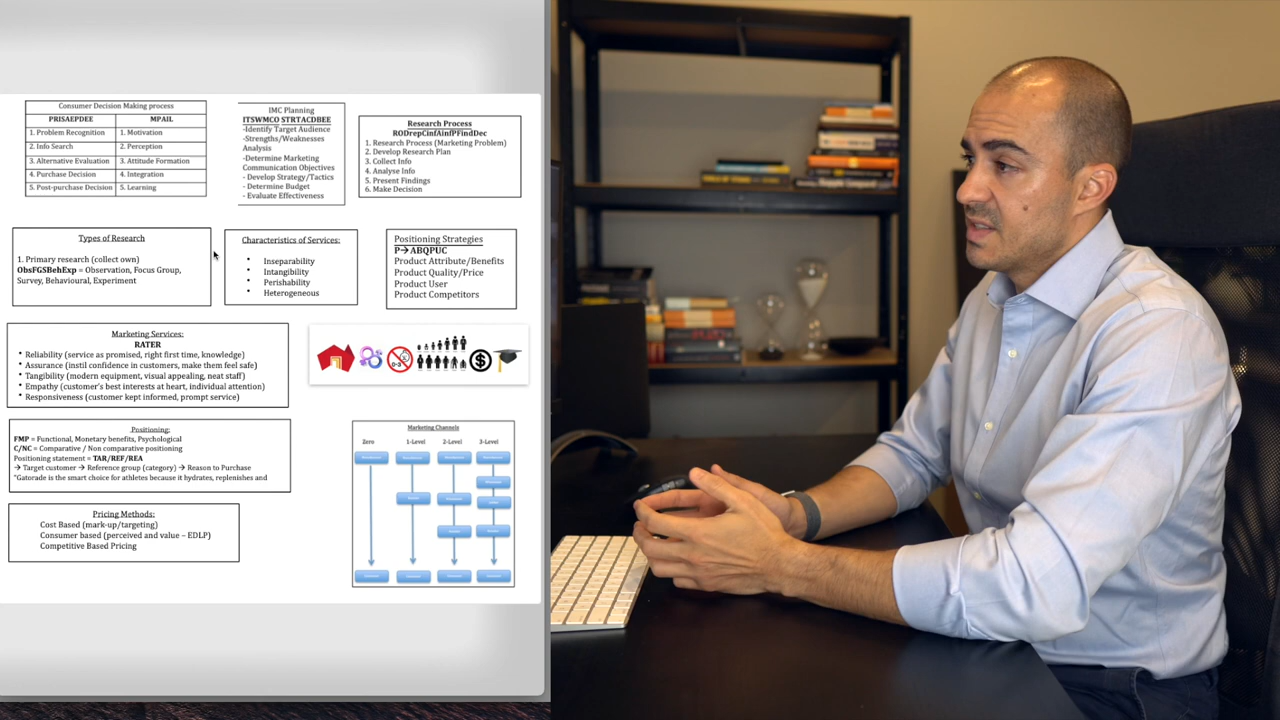 Consumer Decision Making process
PRISAEPDEE
MPAIL
1. Problem Recognition
1. Motivation
2. Info Search
2. Perception
3. Alternative Evaluation
3. Attitude Formation
4. Purchase Decision
4. Integration
5. Post-purchase Decision
5. Learning
IMC Planning
ITSWMCO STRTACDBEE
-Identify Target Audience
-Strengths/Weaknesses
Analysis
-Determine Marketing
Communication Objectives
- Develop Strategy/Tactics
- Determine Budget
- Evaluate Effectiveness
Research Process
RODrepCinfAinfPFindDec
1. Research Process (Marketing Problem)
2. Develop Research Plan
3. Collect Info
4. Analyse Info
5. Present Findings
6. Make Decision
Types of Research
1. Primary research (collect own)
ObsFGSBehExp = Observation, Focus Group,
Survey, Behavioural, Experiment
Characteristics of Services:
• Inseparability
• Intangibility
• Perishability
• Heterogeneous
Positioning Strategies
P→ ABQPUC
Product Attribute/Benefits
Product Quality/Price
Product User
Product Competitors
Marketing Services:
RATER
• Reliability (service as promised, right first time, knowledge)
• Assurance (instil confidence in customers, make them feel safe)
• Tangibility (modern equipment, visual appealing, neat staff)
• Empathy (customer's best interests at heart, individual attention)
• Responsiveness (customer kept informed, prompt service)
0-3
$
Positioning:
FMP = Functional, Monetary benefits, Psychological
C/NC = Comparative / Non comparative positioning
Positioning statement = TAR/REF/REA
→ Target customer → Reference group (category) → Reason to Purchase
"Gatorade is the smart choice for athletes because it hydrates, replenishes and
Marketing Channels
Zero
1-Level
2-Level
3-Level
Pricing Methods:
Cost Based (mark-up/targeting)
Consumer based (perceived and value – EDLP)
Competitive Based Pricing